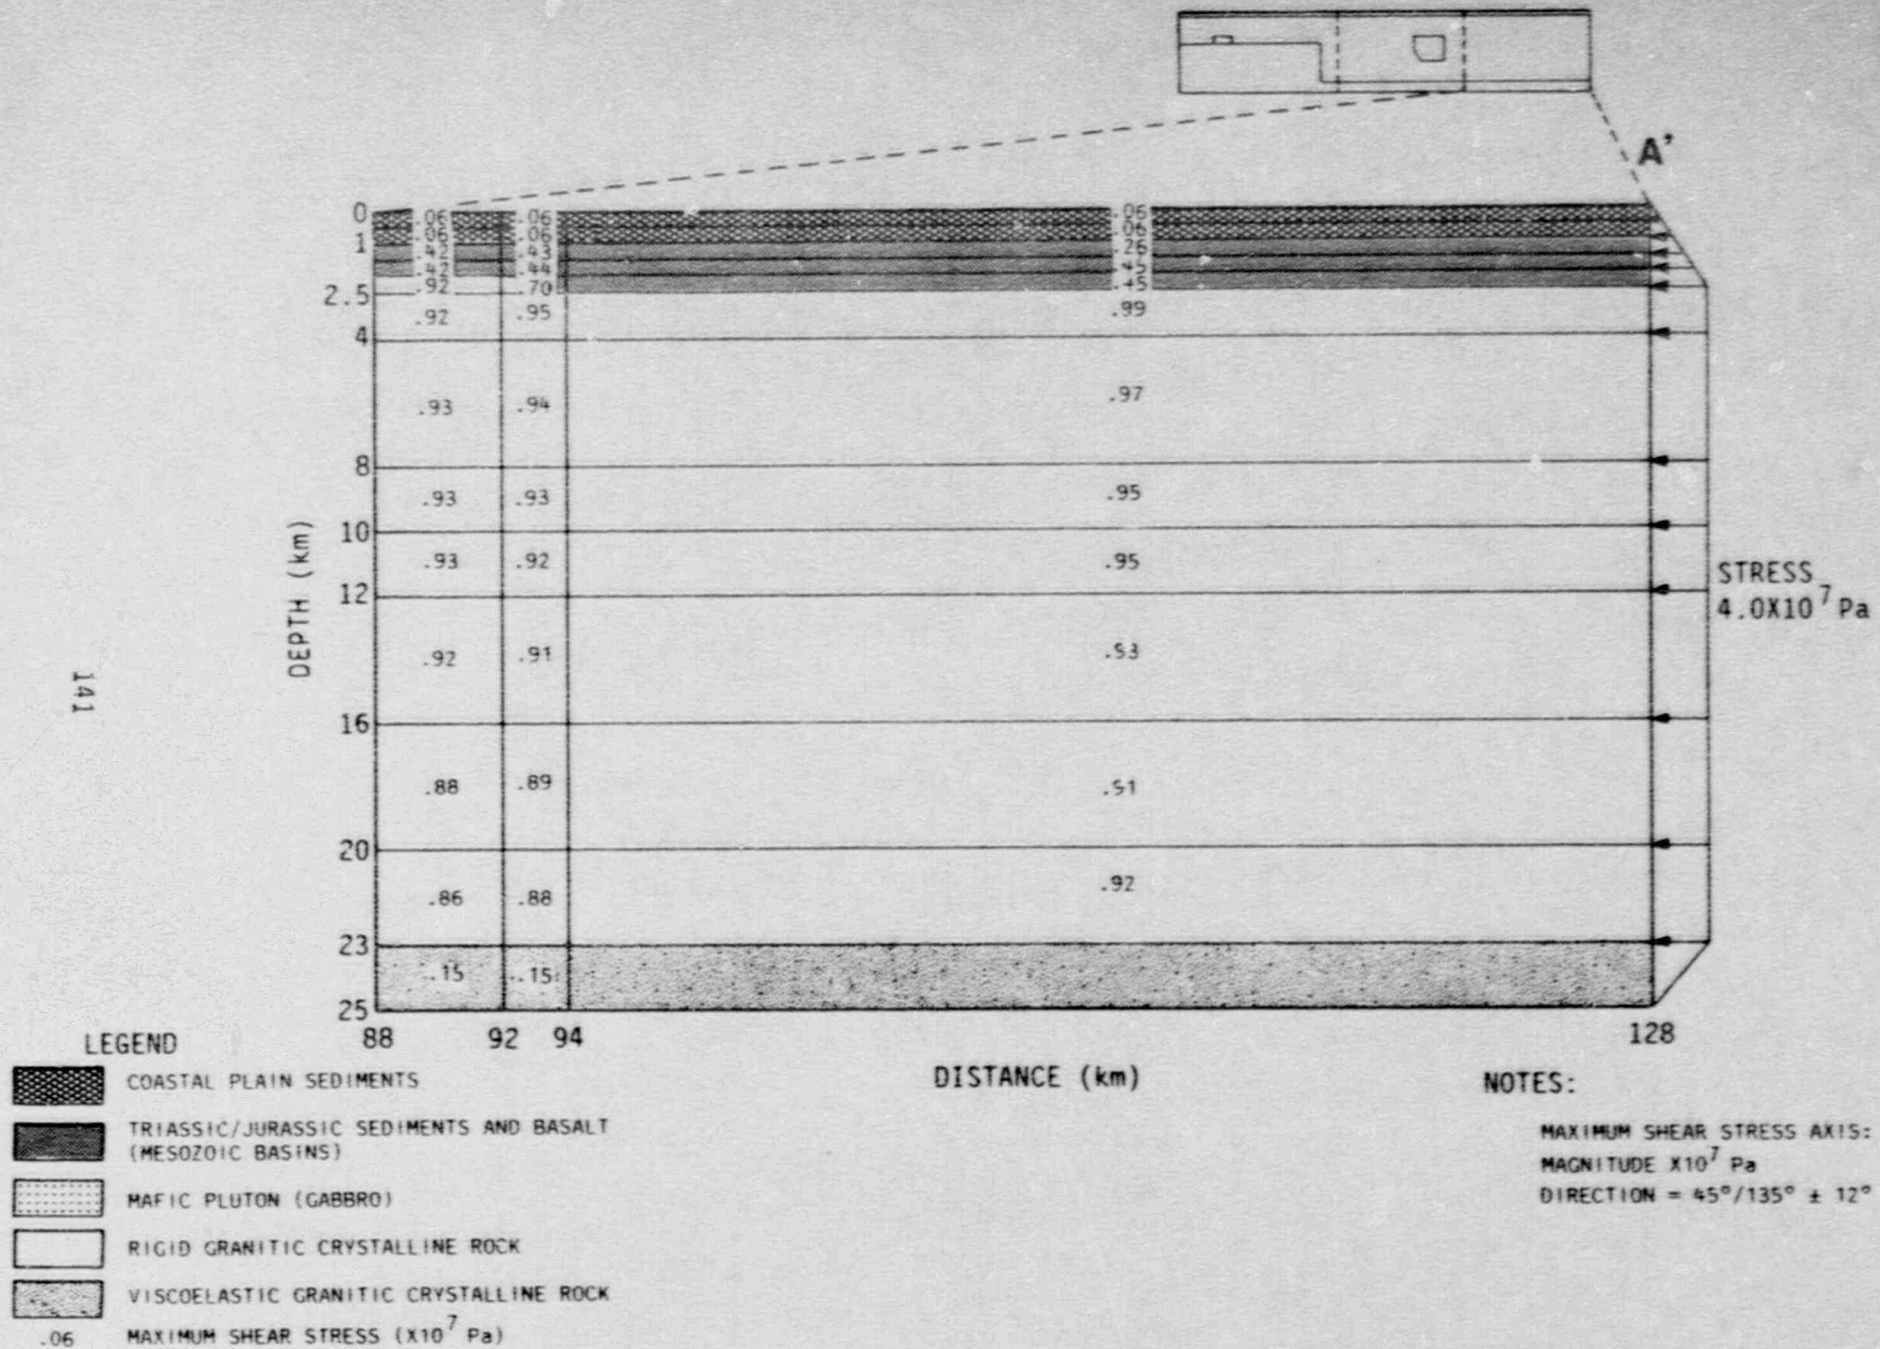 A'
0 .06 .06 .06
.06 .06 .06
1 .42 .43 .26
.42 .44 .45
.92 .70 .45
2.5
.92 .95 .99
4
.93 .94 .97
8
.93 .93 .95
10
.93 .92 .95
12
.92 .91 .93
16
.88 .89 .91
20
.86 .88 .92
23
.15 .15
25
88 92 94 128
DEPTH (km)
DISTANCE (km)
STRESS
4.0X10⁷ Pa
141
LEGEND
COASTAL PLAIN SEDIMENTS
TRIASSIC/JURASSIC SEDIMENTS AND BASALT
(MESOZOIC BASINS)
MAFIC PLUTON (GABBRO)
RIGID GRANITIC CRYSTALLINE ROCK
VISCOELASTIC GRANITIC CRYSTALLINE ROCK
.06 MAXIMUM SHEAR STRESS (X10⁷ Pa)
NOTES:
MAXIMUM SHEAR STRESS AXIS:
MAGNITUDE X10⁷ Pa
DIRECTION = 45°/135° ± 12°